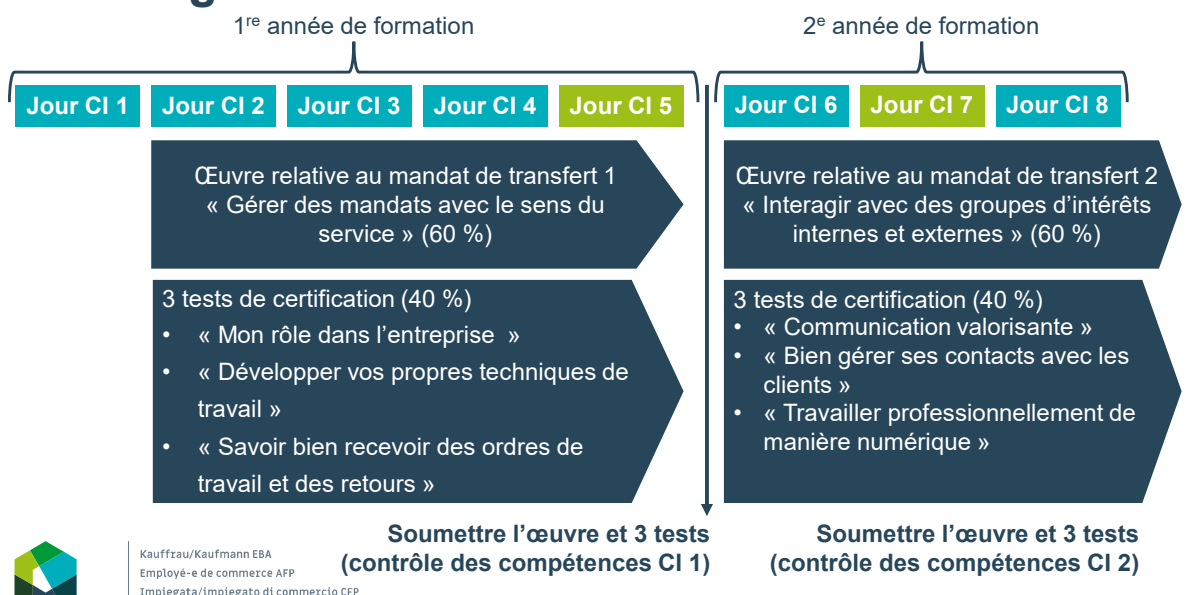 1re année de formation
2e année de formation
Jour CI 1
Jour CI 2
Jour CI 3
Jour CI 4
Jour CI 5
Jour CI 6
Jour CI 7
Jour CI 8
Œuvre relative au mandat de transfert 1
« Gérer des mandats avec le sens du
service » (60 %)
Œuvre relative au mandat de transfert 2
« Interagir avec des groupes d’intérêts
internes et externes » (60 %)
3 tests de certification (40 %)
• « Mon rôle dans l’entreprise  »
• « Développer vos propres techniques de
travail »
• « Savoir bien recevoir des ordres de
travail et des retours »
3 tests de certification (40 %)
• « Communication valorisante »
• « Bien gérer ses contacts avec les
clients »
• « Travailler professionnellement de
manière numérique »
Soumettre l’œuvre et 3 tests
(contrôle des compétences CI 1)
Soumettre l’œuvre et 3 tests
(contrôle des compétences CI 2)
Kauffrau/Kaufmann EBA
Employé-e de commerce AFP
Impiegata/impiegato di commercio CFP